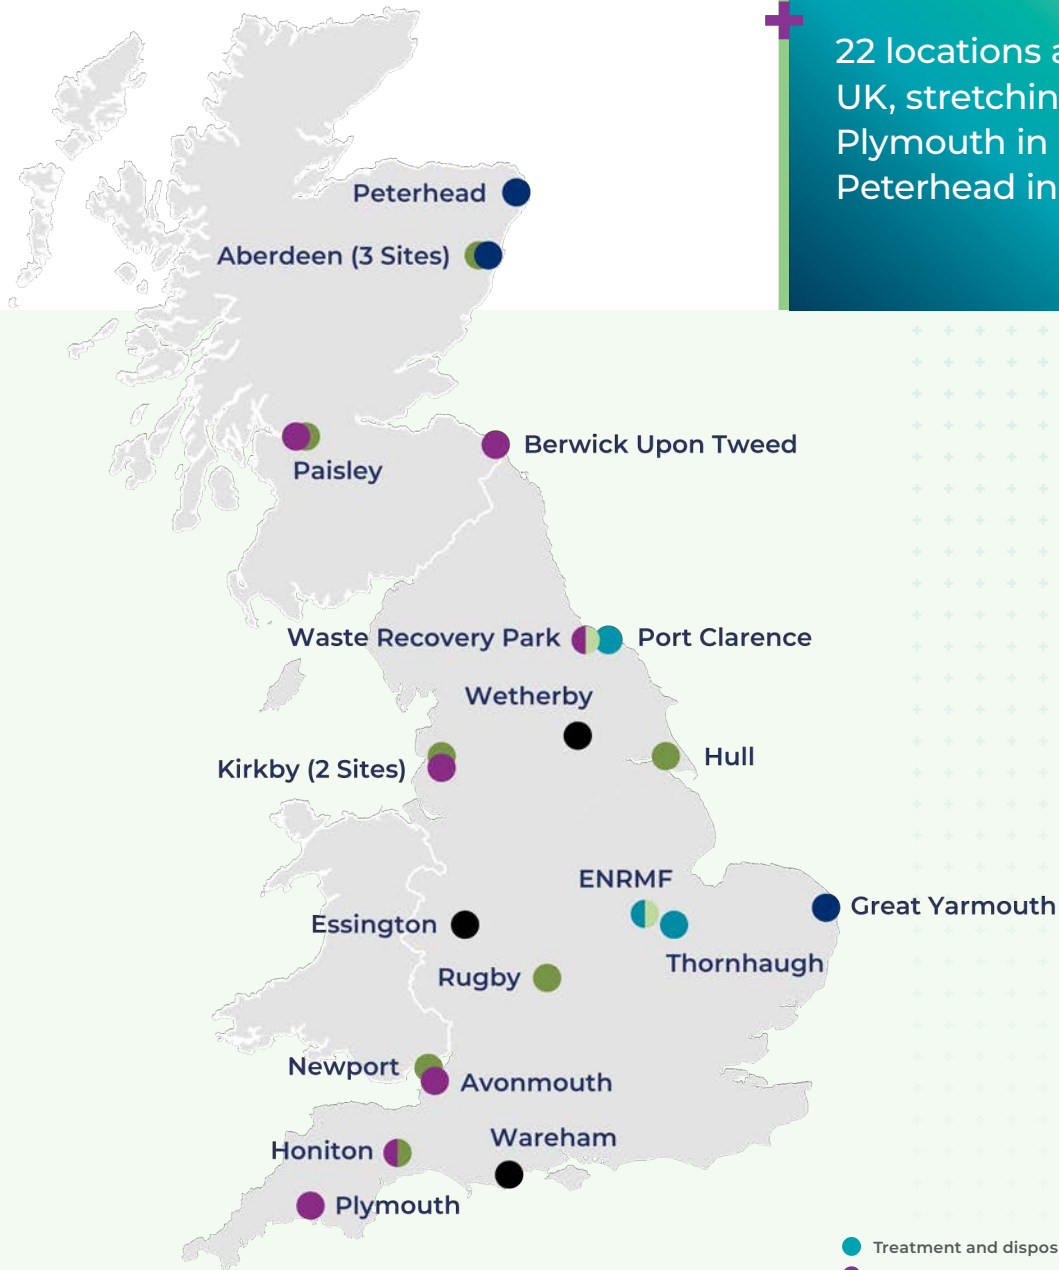 22 locations
UK,
Plymouth in
Peterhead in
Peterhead
Aberdeen (3 Sites)
Berwick Upon Tweed
Paisley
Waste Recovery Park
Port Clarence
Wetherby
Hull
Kirkby (2 Sites)
ENRMF
Great Yarmouth
Essington
Thornhaugh
Rugby
Newport
Avonmouth
Wareham
Honiton
Plymouth
Treatment and